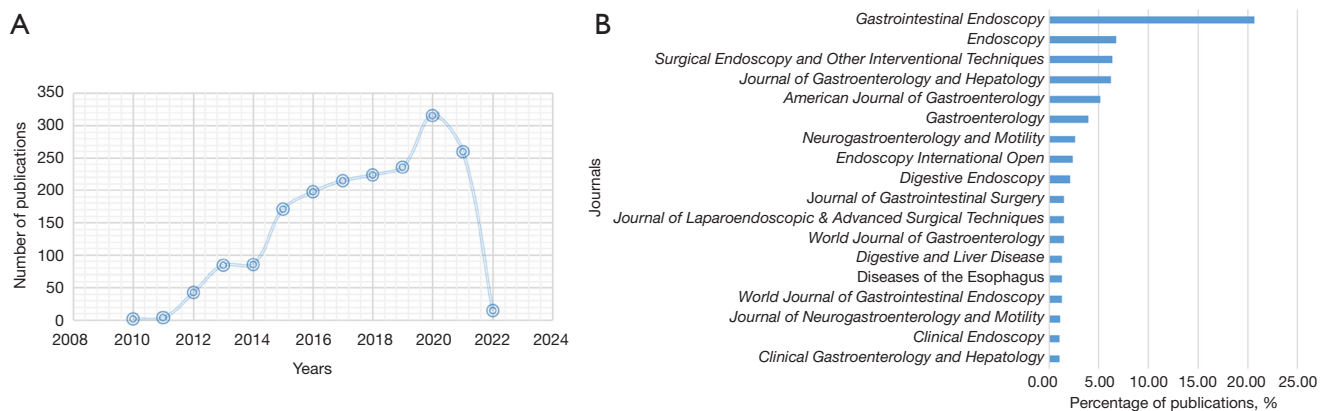 A
Number of publications
350
300
250
200
150
100
50
0
2008 2010 2012 2014 2016 2018 2020 2022 2024
Years
B
Journals
Gastrointestinal Endoscopy
Endoscopy
Surgical Endoscopy and Other Interventional Techniques
Journal of Gastroenterology and Hepatology
American Journal of Gastroenterology
Gastroenterology
Neurogastroenterology and Motility
Endoscopy International Open
Digestive Endoscopy
Journal of Gastrointestinal Surgery
Journal of Laparoendoscopic & Advanced Surgical Techniques
World Journal of Gastroenterology
Digestive and Liver Disease
Diseases of the Esophagus
World Journal of Gastrointestinal Endoscopy
Journal of Neurogastroenterology and Motility
Clinical Endoscopy
Clinical Gastroenterology and Hepatology
0.00 5.00 10.00 15.00 20.00 25.00
Percentage of publications, %